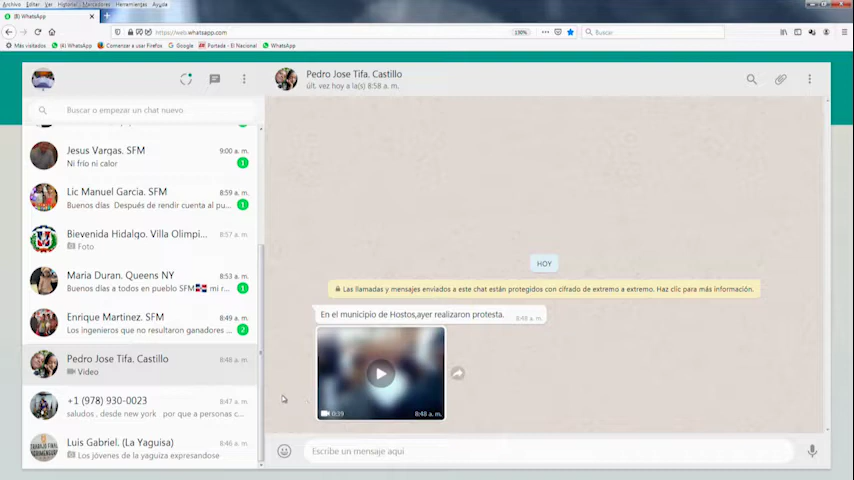 Archivo Editar Ver Historial Marcadores Herramientas Ayuda
(8) WhatsApp
https://web.whatsapp.com
130%
Buscar
Más visitados
(4) WhatsApp
Comenzar a usar Firefox
Google
Portada - El Nacional
WhatsApp
Pedro Jose Tifa. Castillo
últ. vez hoy a la(s) 8:58 a. m.
Buscar o empezar un chat nuevo
Jesus Vargas. SFM
9:00 a. m.
Ni frío ni calor
1
Lic Manuel Garcia. SFM
8:59 a. m.
Buenos días Después de rendir cuenta al pu...
1
Bievenida Hidalgo. Villa Olimpi...
8:57 a. m.
Foto
Maria Duran. Queens NY
8:53 a. m.
Buenos días a todos en pueblo SFM🇩🇴 mi r...
1
Enrique Martinez. SFM
8:49 a. m.
Los ingenieros que no resultaron ganadores
2
Pedro Jose Tifa. Castillo
8:48 a. m.
Video
+1 (978) 930-0023
8:47 a. m.
saludos , desde new york por que a personas c...
Luis Gabriel. (La Yaguisa)
8:46 a. m.
Los jóvenes de la yaguiza expresandose
HOY
Las llamadas y mensajes enviados a este chat están protegidos con cifrado de extremo a extremo. Haz clic para más información.
En el municipio de Hostos,ayer realizaron protesta.
8:48 a. m.
0:39
8:48 a. m.
Escribe un mensaje aquí